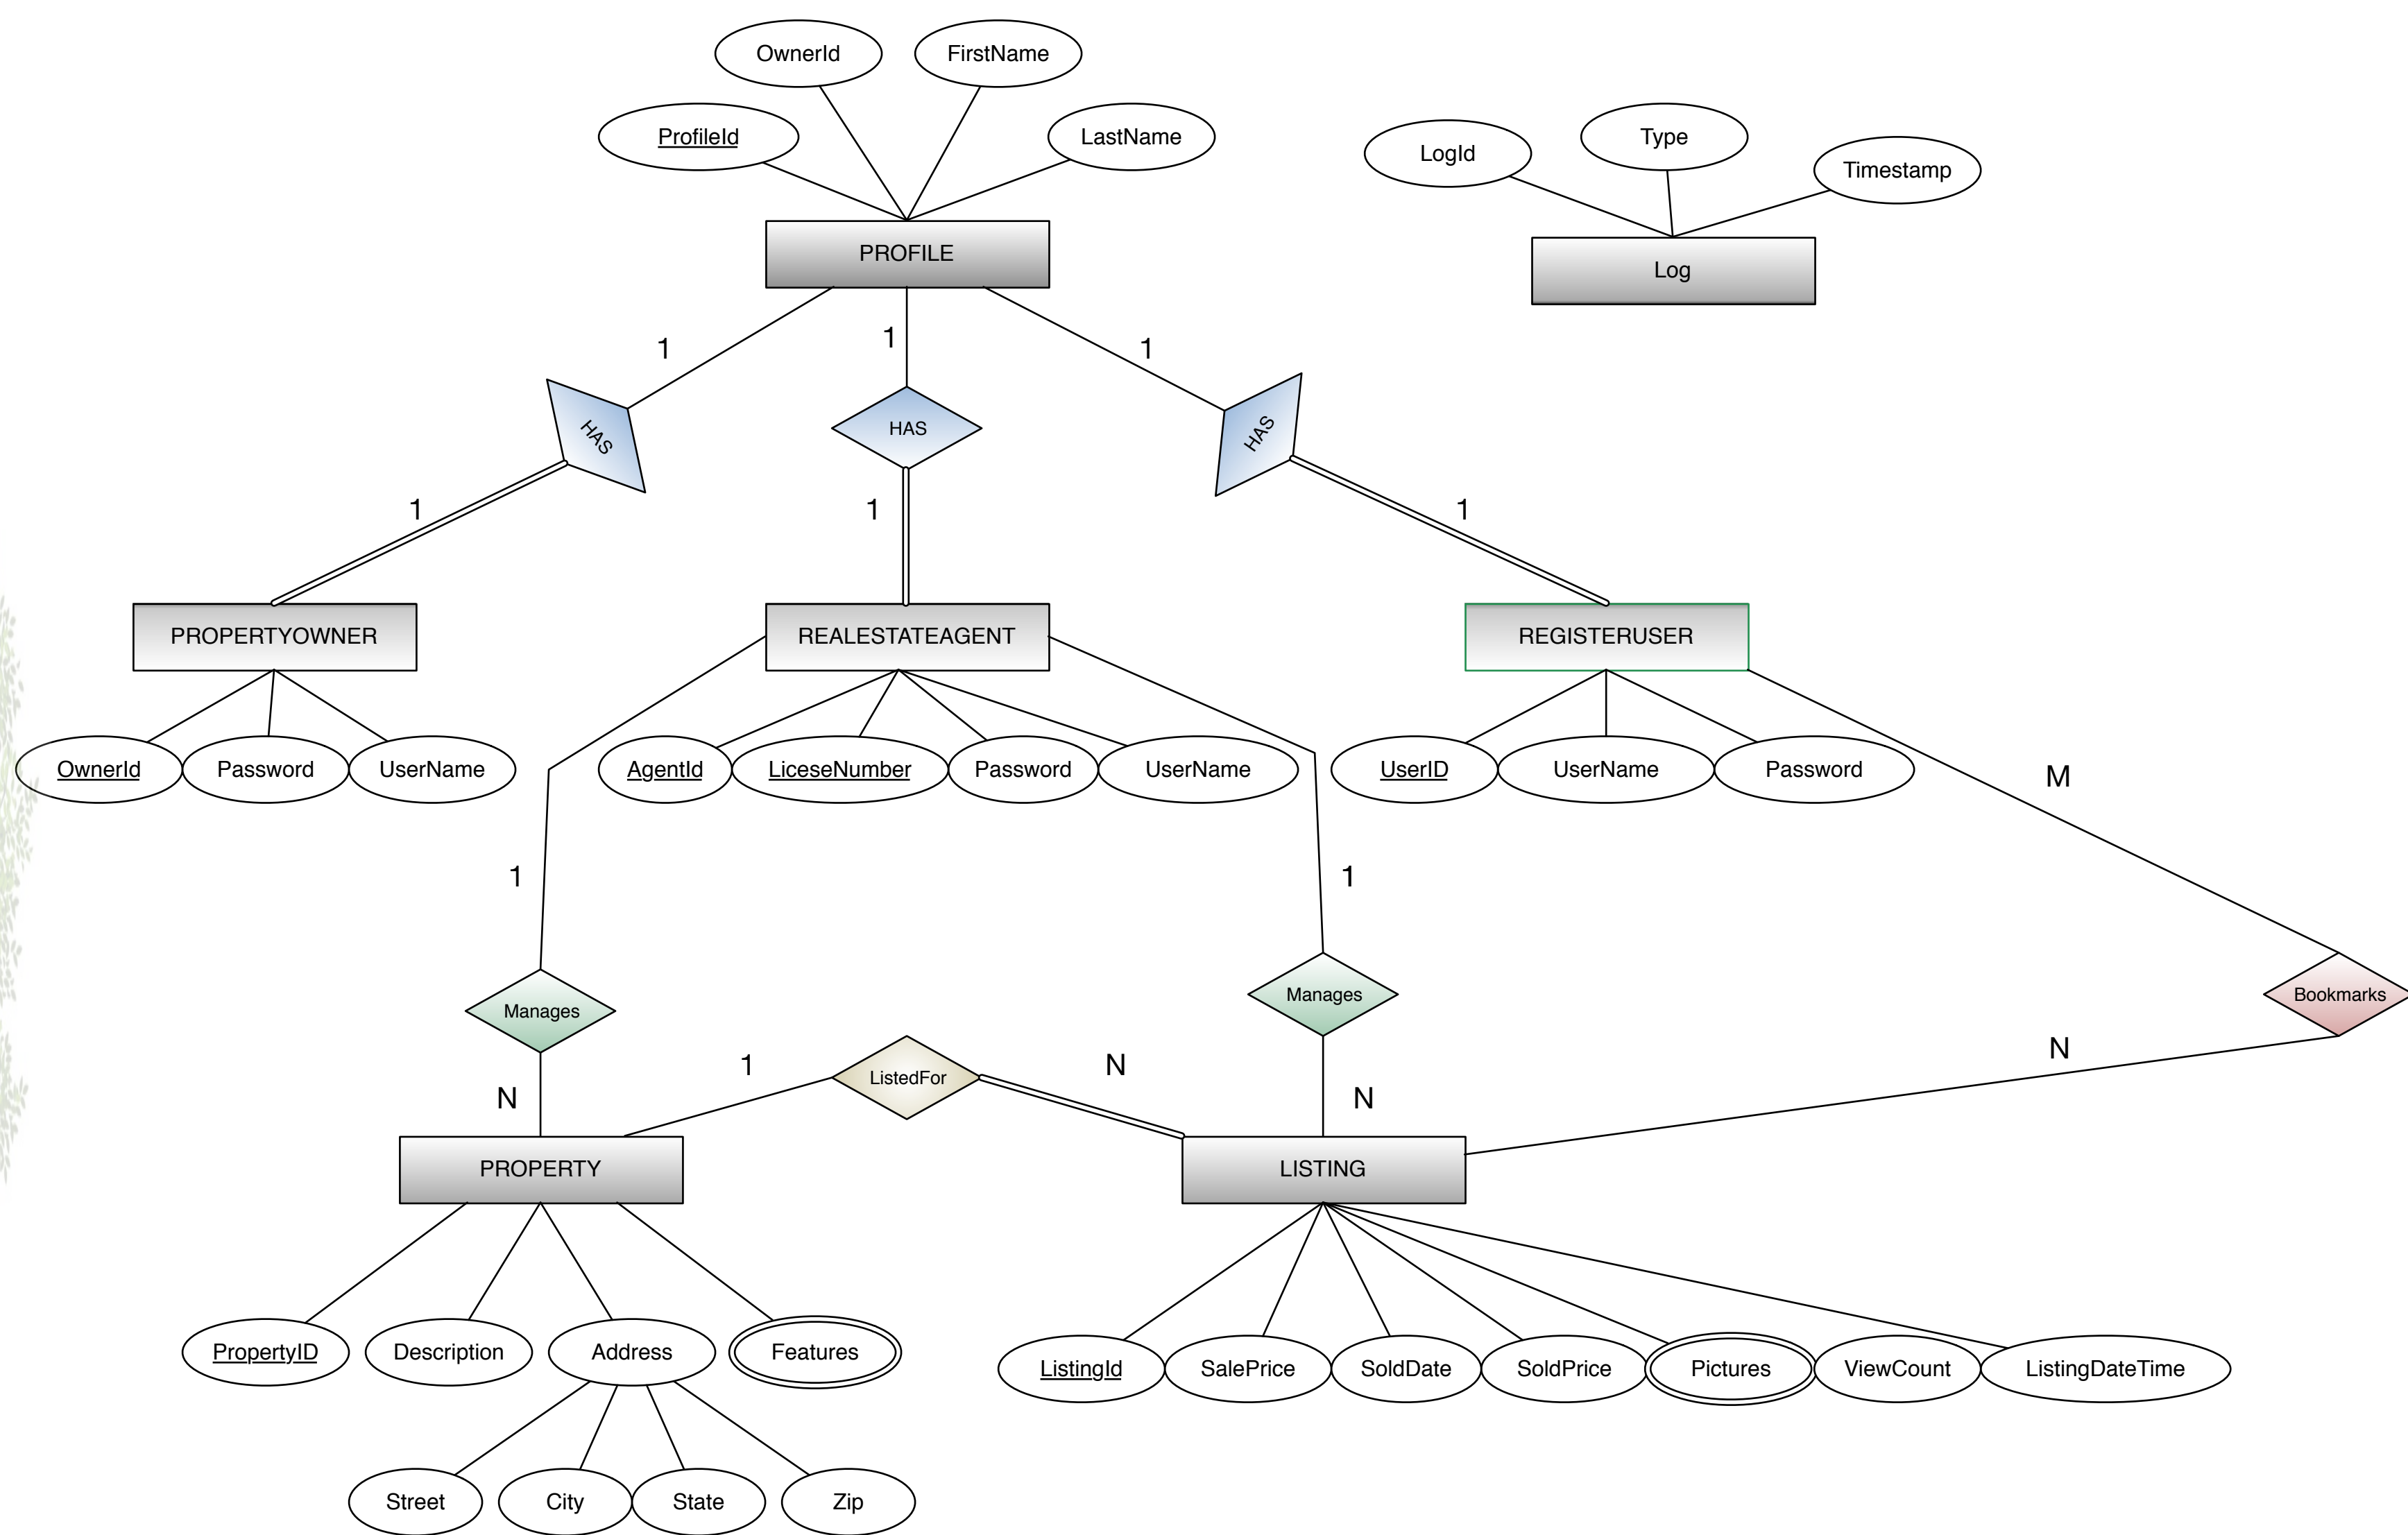 OwnerId
FirstName
ProfileId
LastName
LogId
Type
Timestamp
PROFILE
Log
1
1
1
HAS
HAS
HAS
1
1
1
PROPERTYOWNER
REALESTATEAGENT
REGISTERUSER
OwnerId
Password
UserName
AgentId
LiceseNumber
Password
UserName
UserID
UserName
Password
M
1
1
Manages
Manages
Bookmarks
1
ListedFor
N
N
N
N
PROPERTY
LISTING
PropertyID
Description
Address
Features
ListingId
SalePrice
SoldDate
SoldPrice
Pictures
ViewCount
ListingDateTime
Street
City
State
Zip